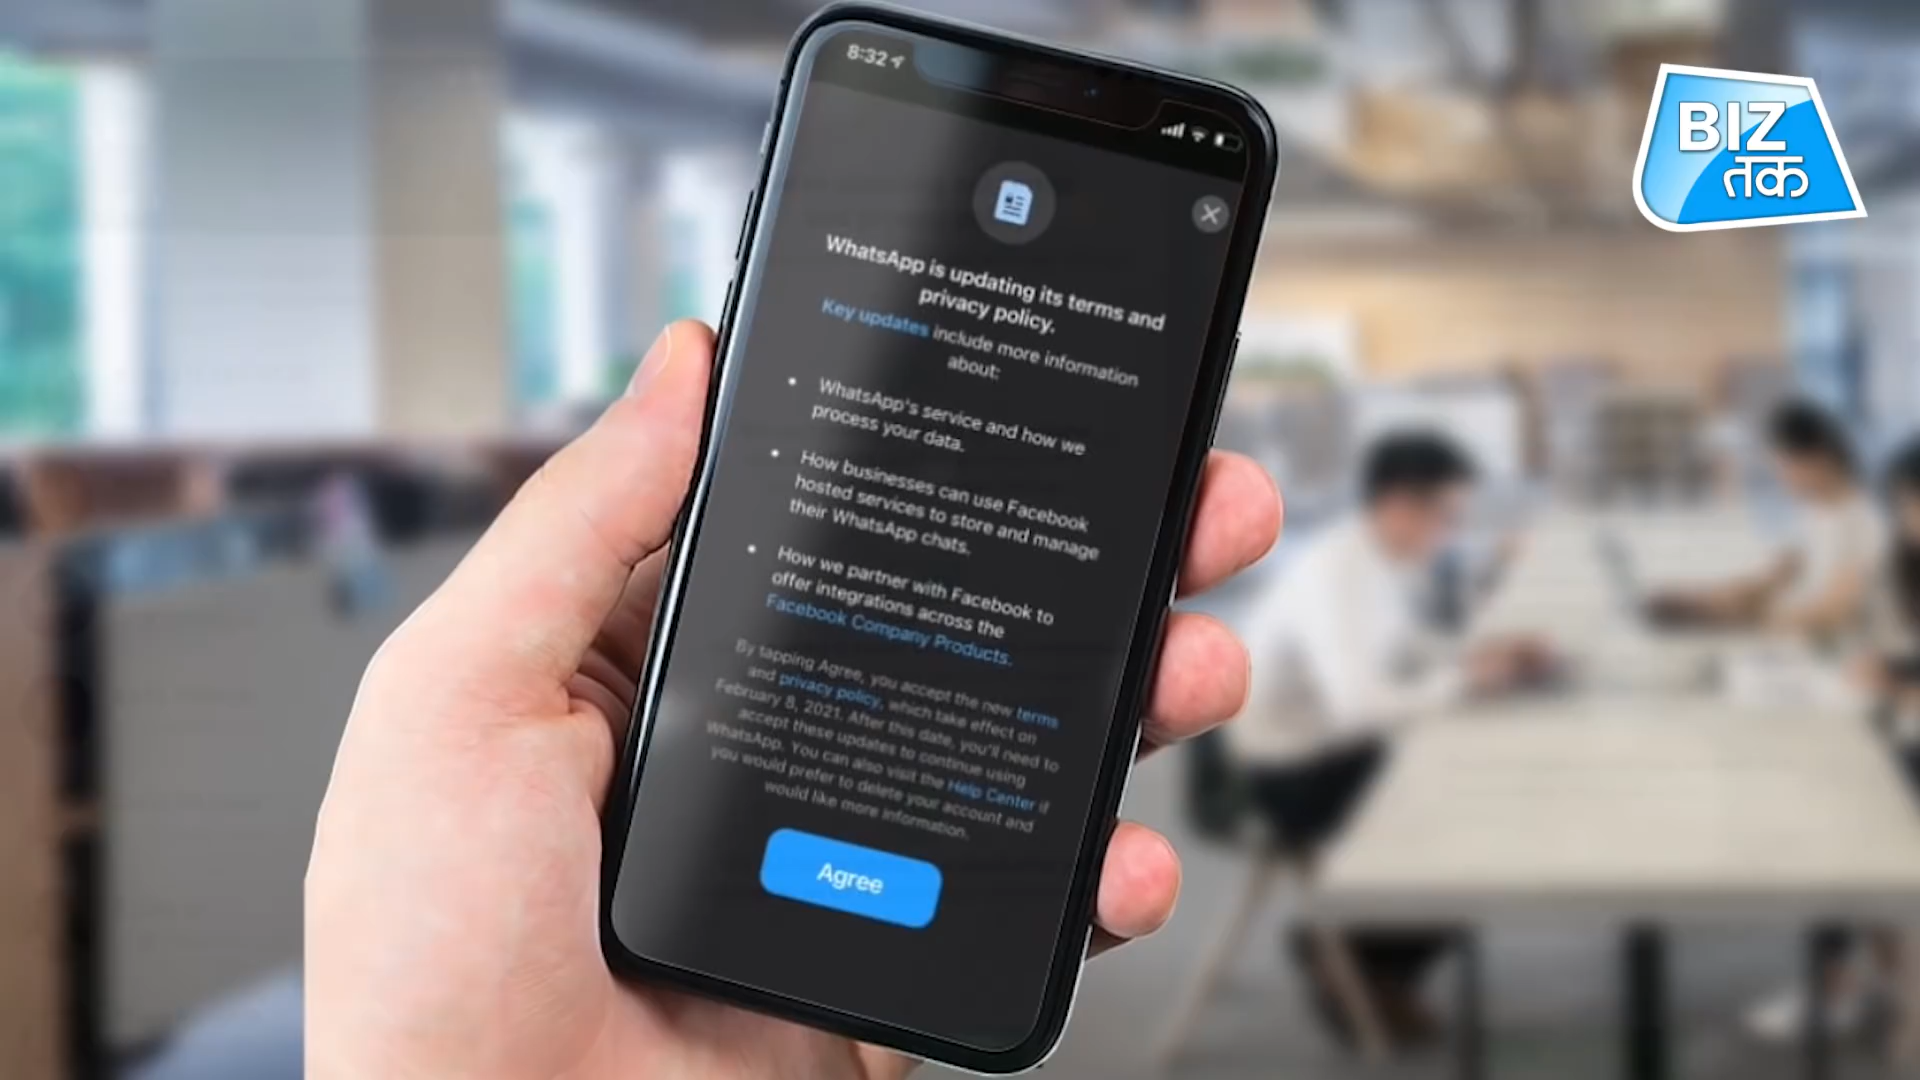 8:32
BIZ
तक
WhatsApp is updating its terms and
privacy policy.
Key updates include more information
about:
• WhatsApp's service and how we
process your data.
• How businesses can use Facebook
hosted services to store and manage
their WhatsApp chats.
• How we partner with Facebook to
offer integrations across the
Facebook Company Products.
By tapping Agree, you accept the new terms
and privacy policy, which take effect on
February 8, 2021. After this date, you'll need to
accept these updates to continue using
WhatsApp. You can also visit the Help Center if
you would prefer to delete your account and
would like more information.
Agree